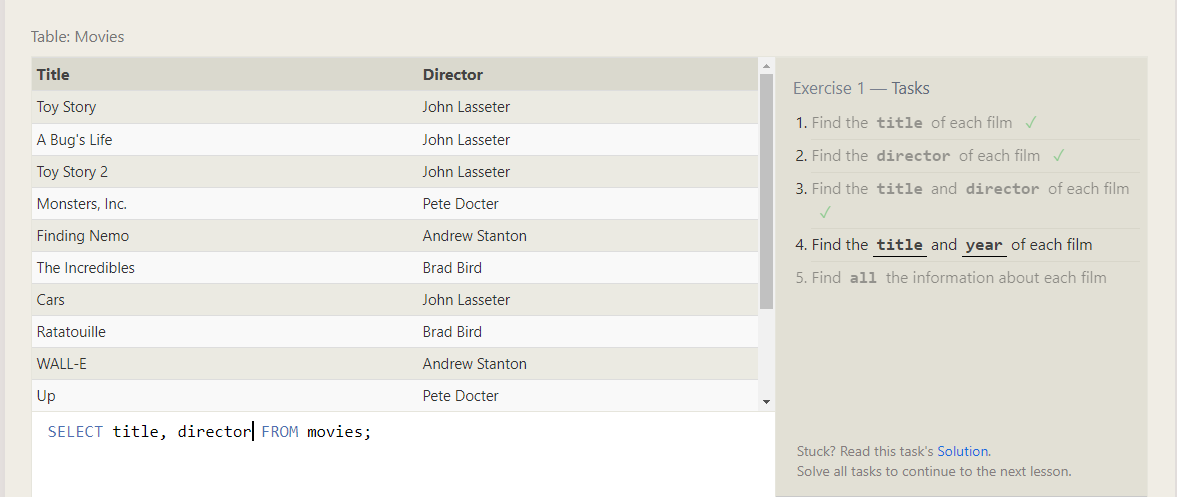 Table: Movies
Title Director
Toy Story John Lasseter
A Bug's Life John Lasseter
Toy Story 2 John Lasseter
Monsters, Inc. Pete Docter
Finding Nemo Andrew Stanton
The Incredibles Brad Bird
Cars John Lasseter
Ratatouille Brad Bird
WALL-E Andrew Stanton
Up Pete Docter
SELECT title, director FROM movies;
Exercise 1 — Tasks
1. Find the title of each film ✓
2. Find the director of each film ✓
3. Find the title and director of each film
✓
4. Find the title and year of each film
5. Find all the information about each film
Stuck? Read this task's Solution.
Solve all tasks to continue to the next lesson.